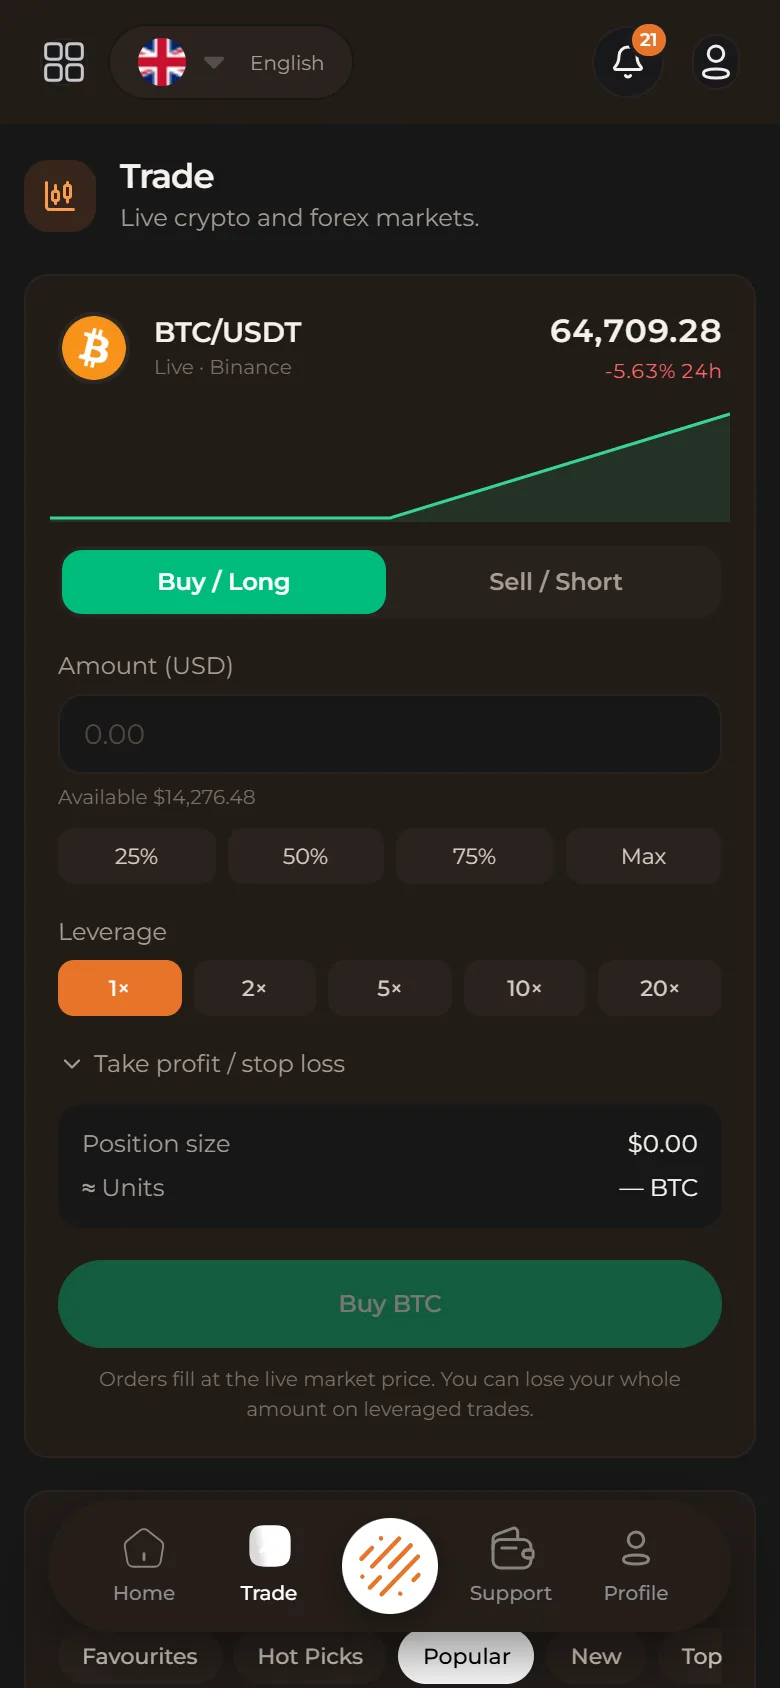 English
21
Trade
Live crypto and forex markets.
BTC/USDT
64,709.28
Live · Binance
-5.63% 24h
Buy / Long
Sell / Short
Amount (USD)
0.00
Available $14,276.48
25%
50%
75%
Max
Leverage
1×
2×
5×
10×
20×
Take profit / stop loss
Position size
$0.00
≈ Units
— BTC
Buy BTC
Orders fill at the live market price. You can lose your whole
amount on leveraged trades.
Home
Trade
Support
Profile
Favourites
Hot Picks
Popular
New
Top